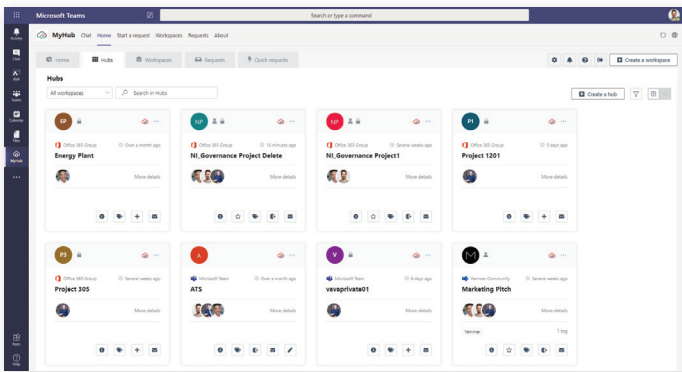 Microsoft Teams
Search or type a command
MyHub Chat Home Start a request Workspaces Requests About
Activity
Chat
Ask
Teams
Calendar
Files
MyHub
Apps
Help
Home Hubs Workspaces Requests Quick requests
Create a workspace
Hubs
All workspaces Search in Hubs
Create a hub
EP NP NP P1
Office 365 Group Over a month ago Office 365 Group 16 minutes ago Office 365 Group Several weeks ago Office 365 Group 5 days ago
Energy Plant NI_Governance Project Delete NI_Governance Project1 Project 1201
More details More details More details More details
P3 A V M
Office 365 Group Several weeks ago Microsoft Team Over a month ago Microsoft Team 6 days ago Yammer Community Several weeks ago
Project 305 ATS vavaprivate01 Marketing Pitch
More details More details More details More details
Yammer 1 tag